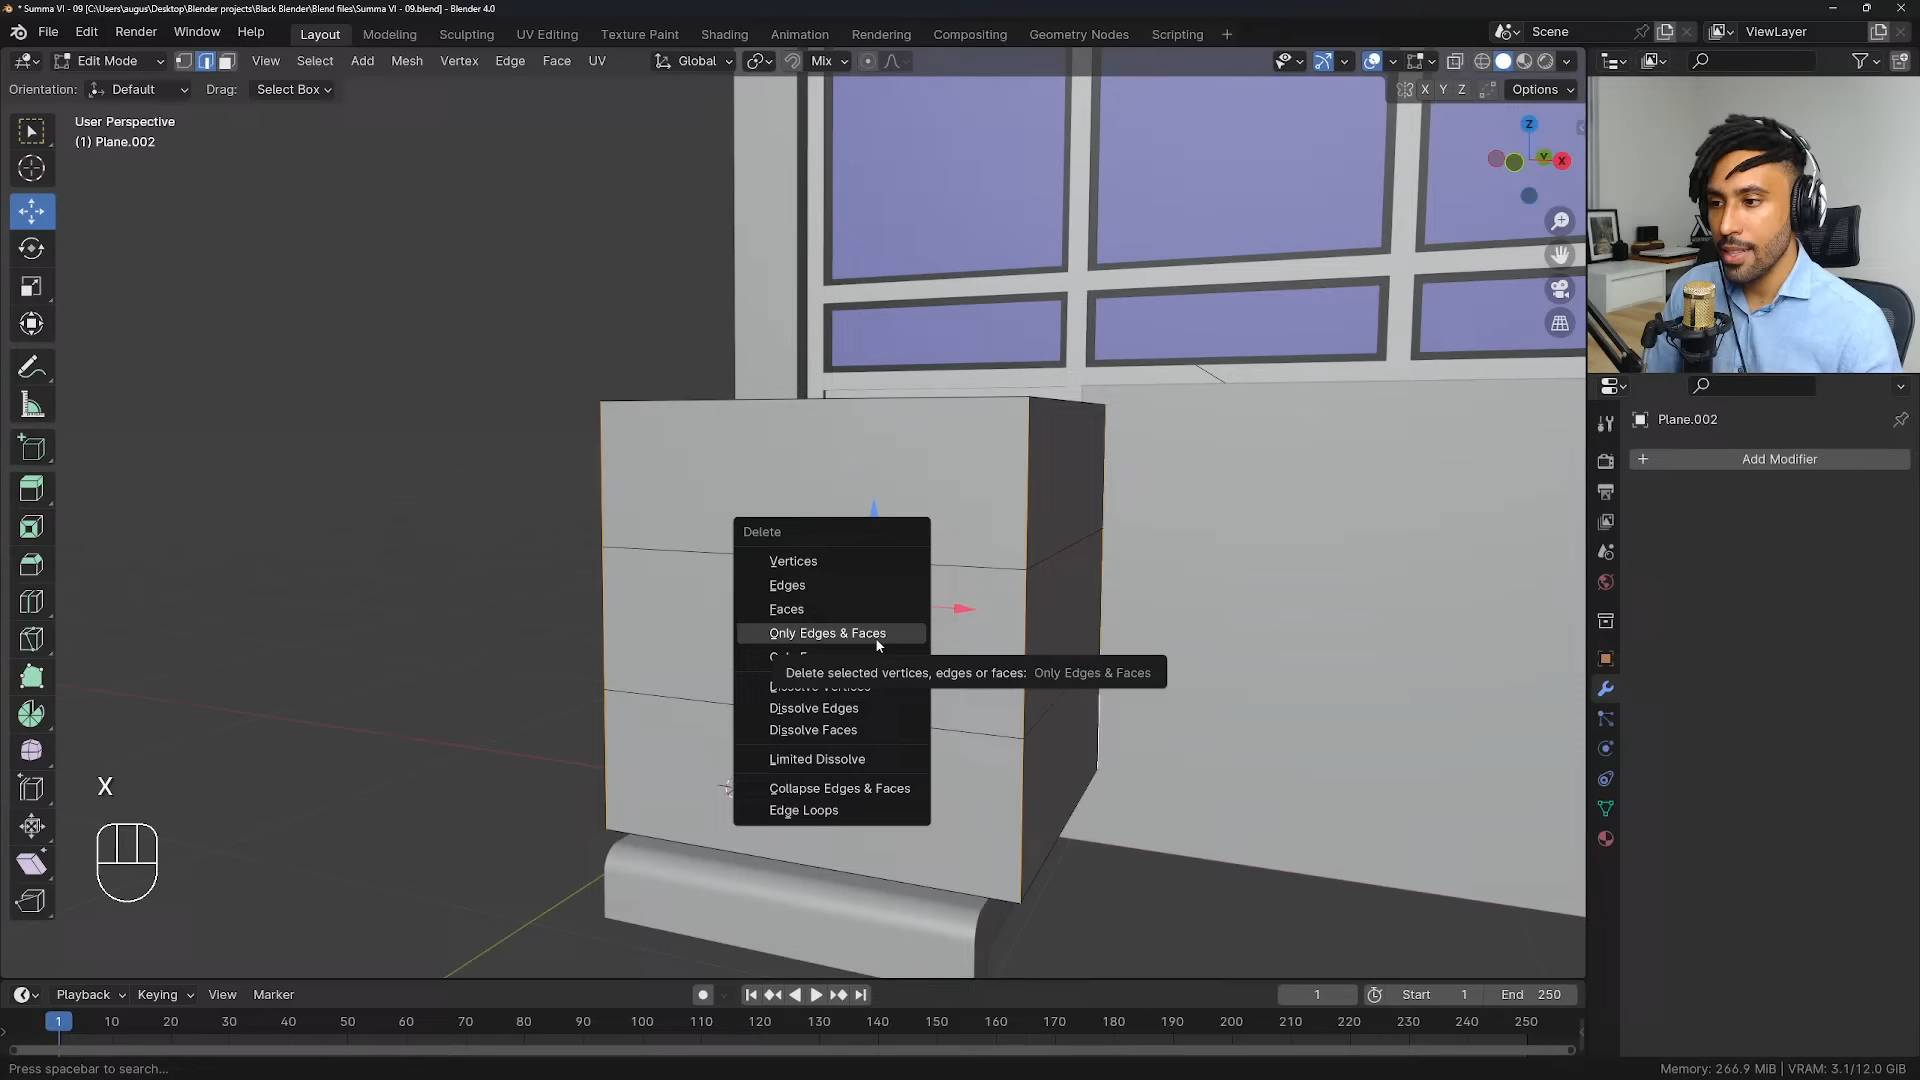 * Summa VI - 09 [C:\Users\augus\Desktop\Blender projects\Black Blender\Blend files\Summa VI - 09.blend] - Blender 4.0
File Edit Render Window Help Layout Modeling Sculpting UV Editing Texture Paint Shading Animation Rendering Compositing Geometry Nodes Scripting + Scene ViewLayer
Edit Mode View Select Add Mesh Vertex Edge Face UV Global Mix
Orientation: Default Drag: Select Box X Y Z Options
User Perspective
(1) Plane.002
Z
Y X
Plane.002
+ Add Modifier
Delete
Vertices
Edges
Faces
Only Edges & Faces
Delete selected vertices, edges or faces: Only Edges & Faces
Dissolve Vertices
Dissolve Edges
Dissolve Faces
Limited Dissolve
Collapse Edges & Faces
Edge Loops
X
Playback Keying View Marker 1 Start 1 End 250
1 10 20 30 40 50 60 70 80 90 100 110 120 130 140 150 160 170 180 190 200 210 220 230 240 250
Press spacebar to search... Memory: 266.9 MiB | VRAM: 3.1/12.0 GiB